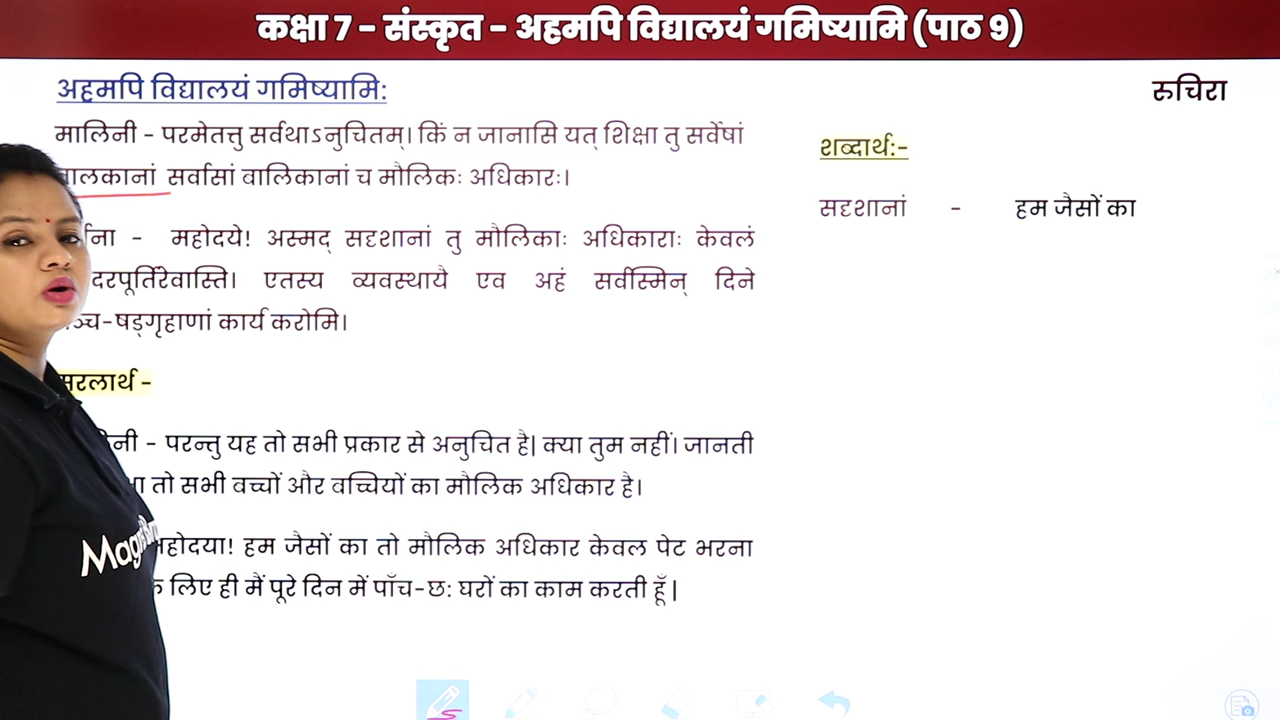 कक्षा 7 - संस्कृत - अहमपि विद्यालयं गमिष्यामि (पाठ 9)
अहमपि विद्यालयं गमिष्यामि:
रुचिरा
मालिनी - परमेतत्तु सर्वथाऽनुचितम्। किं न जानासि यत् शिक्षा तु सर्वेषां
सर्वासां बालिकानां च मौलिकः अधिकारः।
महोदये! अस्मद् सदृशानां तु मौलिकाः अधिकाराः केवलं
एतस्य व्यवस्थायै एव अहं सर्वस्मिन् दिने
कार्यं करोमि।
सरलार्थ -
- परन्तु यह तो सभी प्रकार से अनुचित है| क्या तुम नहीं। जानती
तो सभी बच्चों और बच्चियों का मौलिक अधिकार है।
महोदया! हम जैसों का तो मौलिक अधिकार केवल पेट भरना
लिए ही मैं पूरे दिन में पाँच-छः घरों का काम करती हूँ|
शब्दार्थ:-
सदृशानां - हम जैसों का